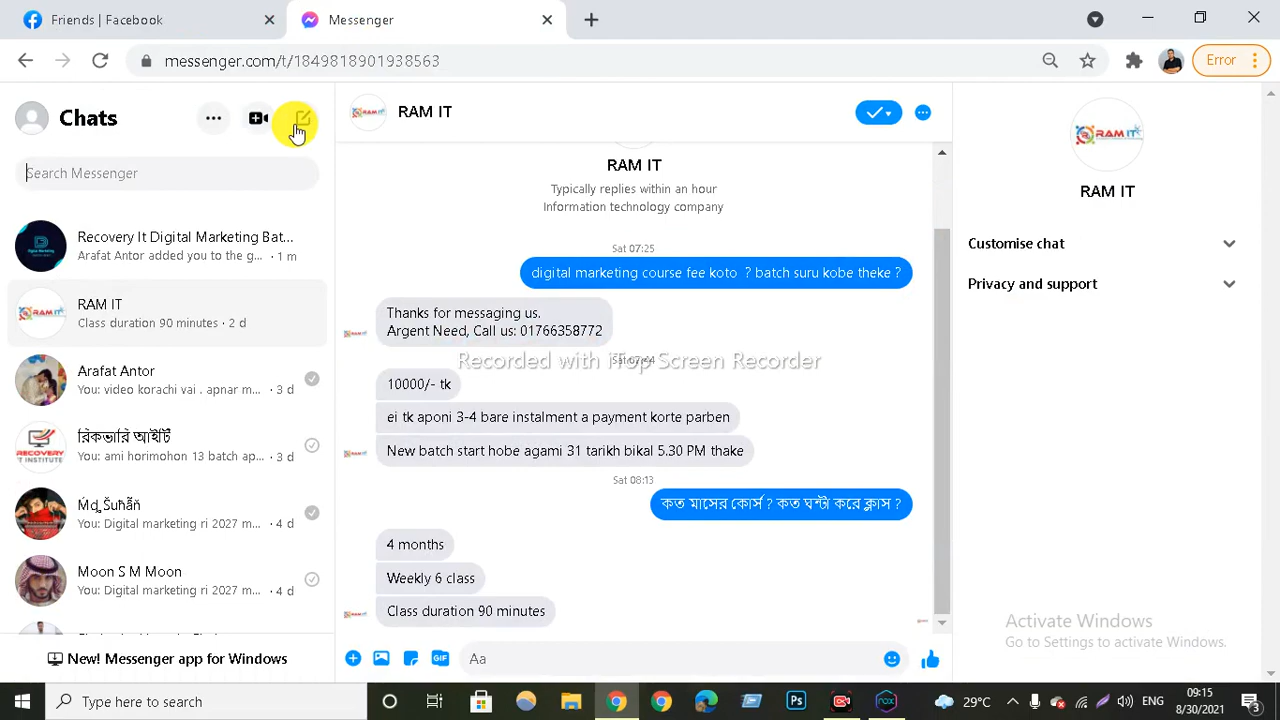 Friends | Facebook
Messenger
messenger.com/t/1849818901938563
Error
Chats
Search Messenger
Recovery It Digital Marketing Bat...
Arafat Antor added you to the g... · 1 m
RAM IT
Class duration 90 minutes · 2 d
Arafat Antor
You: video korachi vai . apnar m... · 3 d
রিকভারি আইটি
You: ami horimohon 13 batch ap... · 3 d
You: Digital marketing ri 2027 m... · 4 d
Moon S M Moon
You: Digital marketing ri 2027 m... · 4 d
New! Messenger app for Windows
RAM IT
RAM IT
Typically replies within an hour
Information technology company
Sat 07:25
digital marketing course fee koto ? batch suru kobe theke ?
Thanks for messaging us.
Argent Need, Call us: 01766358772
Sat 07:44
Recorded with iTop Screen Recorder
10000/- tk
ei tk aponi 3-4 bare instalment a payment korte parben
New batch start hobe agami 31 tarikh bikal 5.30 PM thake
Sat 08:13
কত মাসের কোর্স ? কত ঘন্টা করে ক্লাস ?
4 months
Weekly 6 class
Class duration 90 minutes
Aa
GIF
RAM IT
RAM IT
Customise chat
Privacy and support
Activate Windows
Go to Settings to activate Windows.
Type here to search
29°C
ENG
09:15
8/30/2021